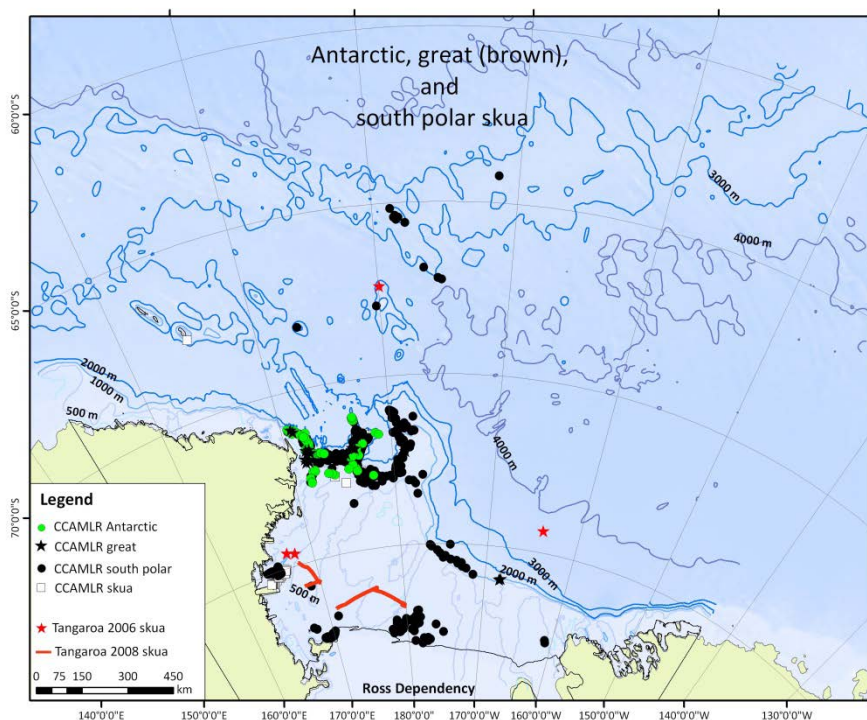 Antarctic, great (brown),
and
south polar skua
60°0'0"S
65°0'0"S
70°0'0"S
3000 m
4000 m
2000 m
1000 m
500 m
4000 m
3000 m
2000 m
500 m
Legend
CCAMLR Antarctic
CCAMLR great
CCAMLR south polar
CCAMLR skua
Tangaroa 2006 skua
Tangaroa 2008 skua
0 75 150 300 450
km
Ross Dependency
140°0'0"E 150°0'0"E 160°0'0"E 170°0'0"E 180°0'0" 170°0'0"W 160°0'0"W 150°0'0"W 140°0'0"W 130°0'0"W